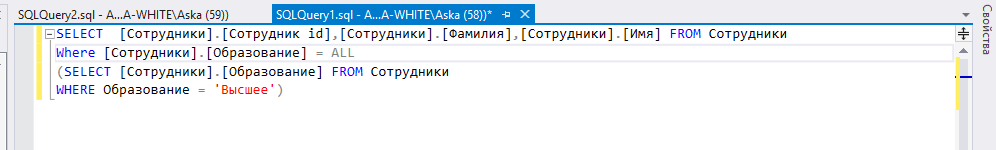 SQLQuery2.sql - A...A-WHITE\Aska (59))
SQLQuery1.sql - A...A-WHITE\Aska (58))*
SELECT [Сотрудники].[Сотрудник id],[Сотрудники].[Фамилия],[Сотрудники].[Имя] FROM Сотрудники
Where [Сотрудники].[Образование] = ALL
(SELECT [Сотрудники].[Образование] FROM Сотрудники
WHERE Образование = 'Высшее')
Свойства